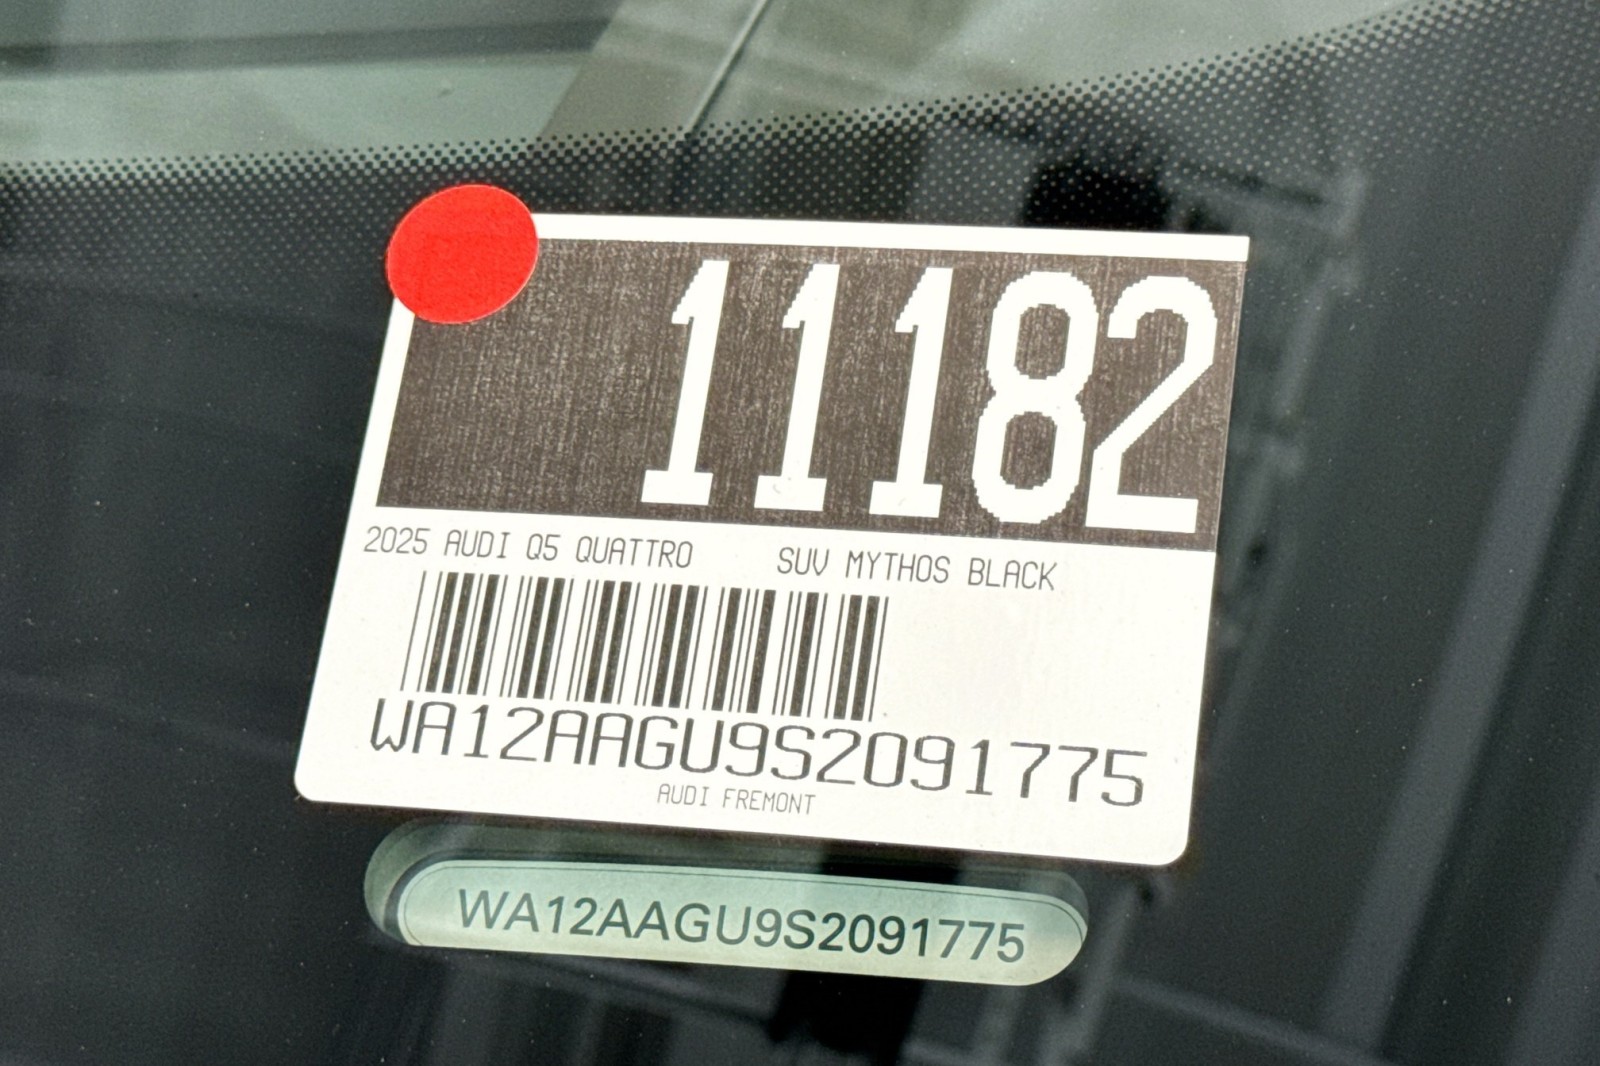 11182
2025 AUDI Q5 QUATTRO SUV MYTHOS BLACK
WA12AAGU9S2091775
AUDI FREMONT
WA12AAGU9S2091775